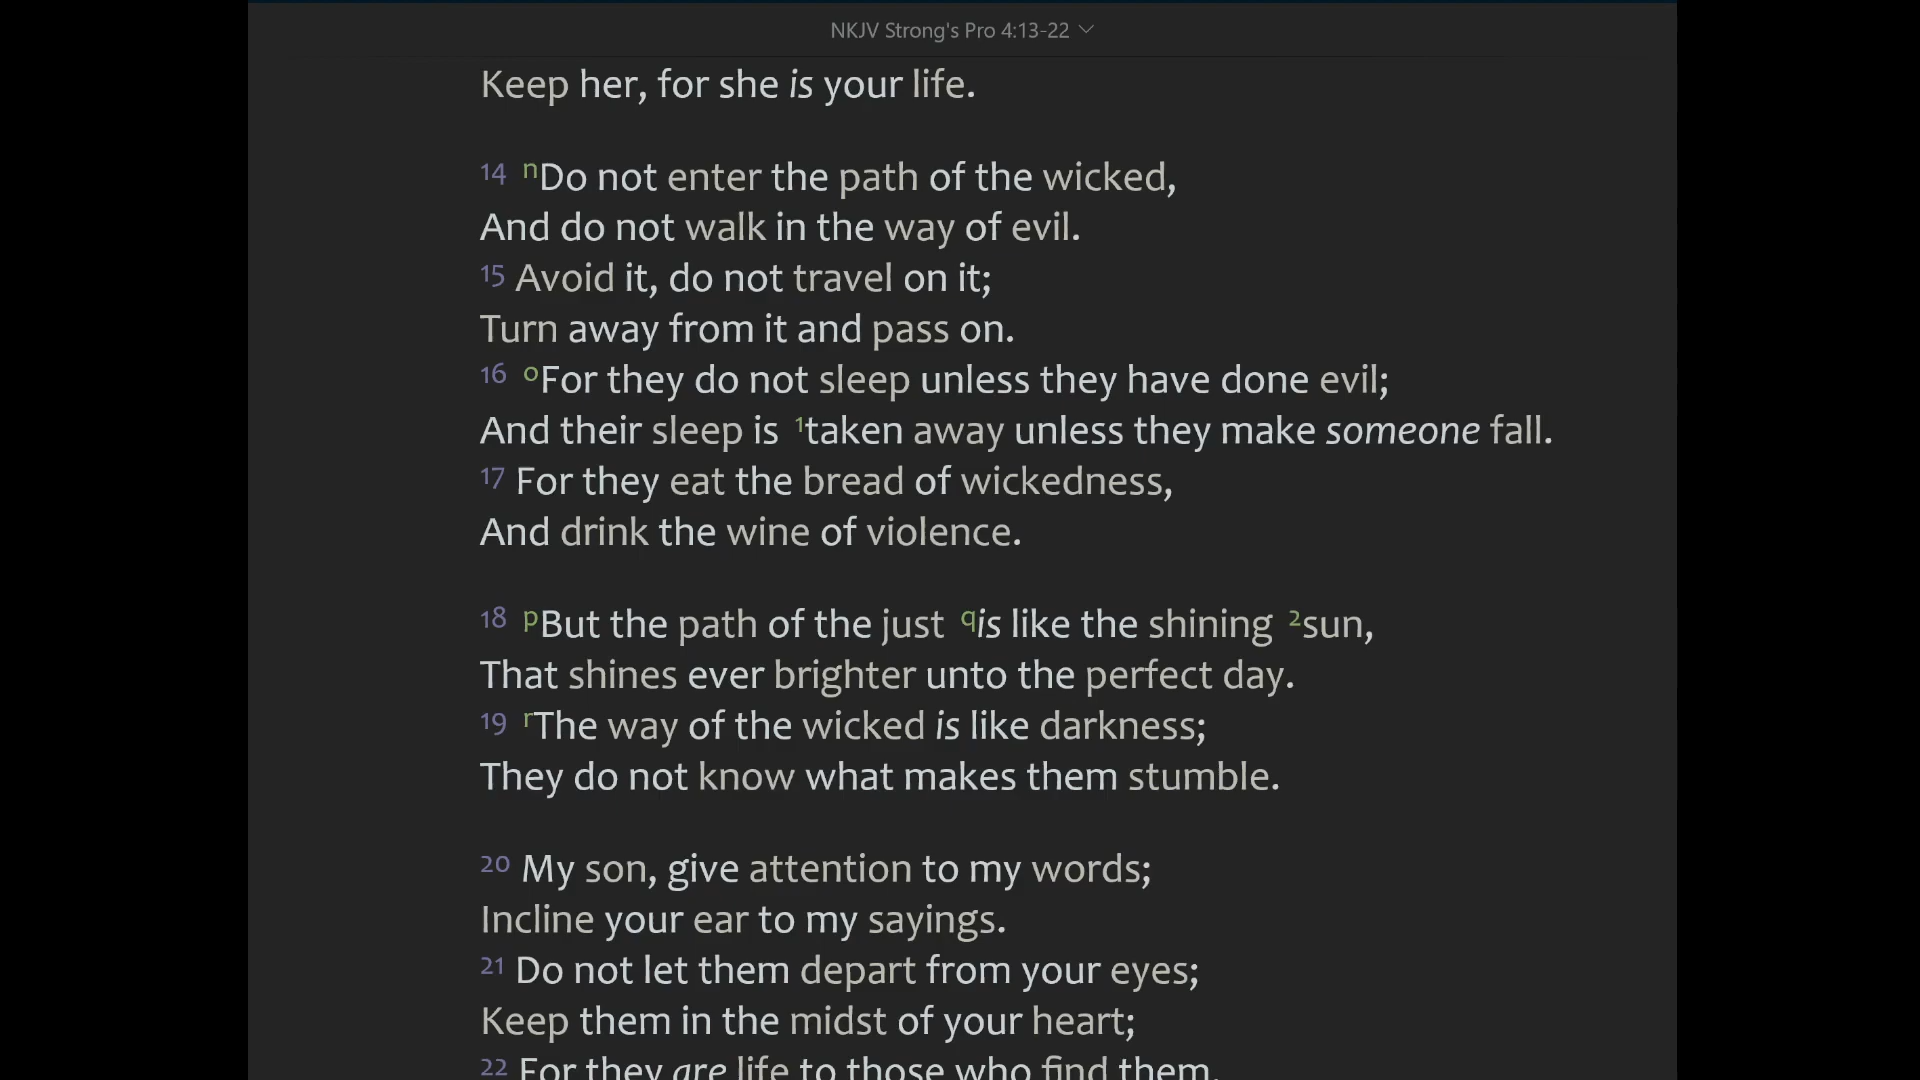 NKJV Strong's Pro 4:13-22
Keep her, for she is your life.
14 nDo not enter the path of the wicked,
And do not walk in the way of evil.
15 Avoid it, do not travel on it;
Turn away from it and pass on.
16 oFor they do not sleep unless they have done evil;
And their sleep is 1taken away unless they make someone fall.
17 For they eat the bread of wickedness,
And drink the wine of violence.
18 pBut the path of the just qis like the shining 2sun,
That shines ever brighter unto the perfect day.
19 rThe way of the wicked is like darkness;
They do not know what makes them stumble.
20 My son, give attention to my words;
Incline your ear to my sayings.
21 Do not let them depart from your eyes;
Keep them in the midst of your heart;
22 For they are life to those who find them,